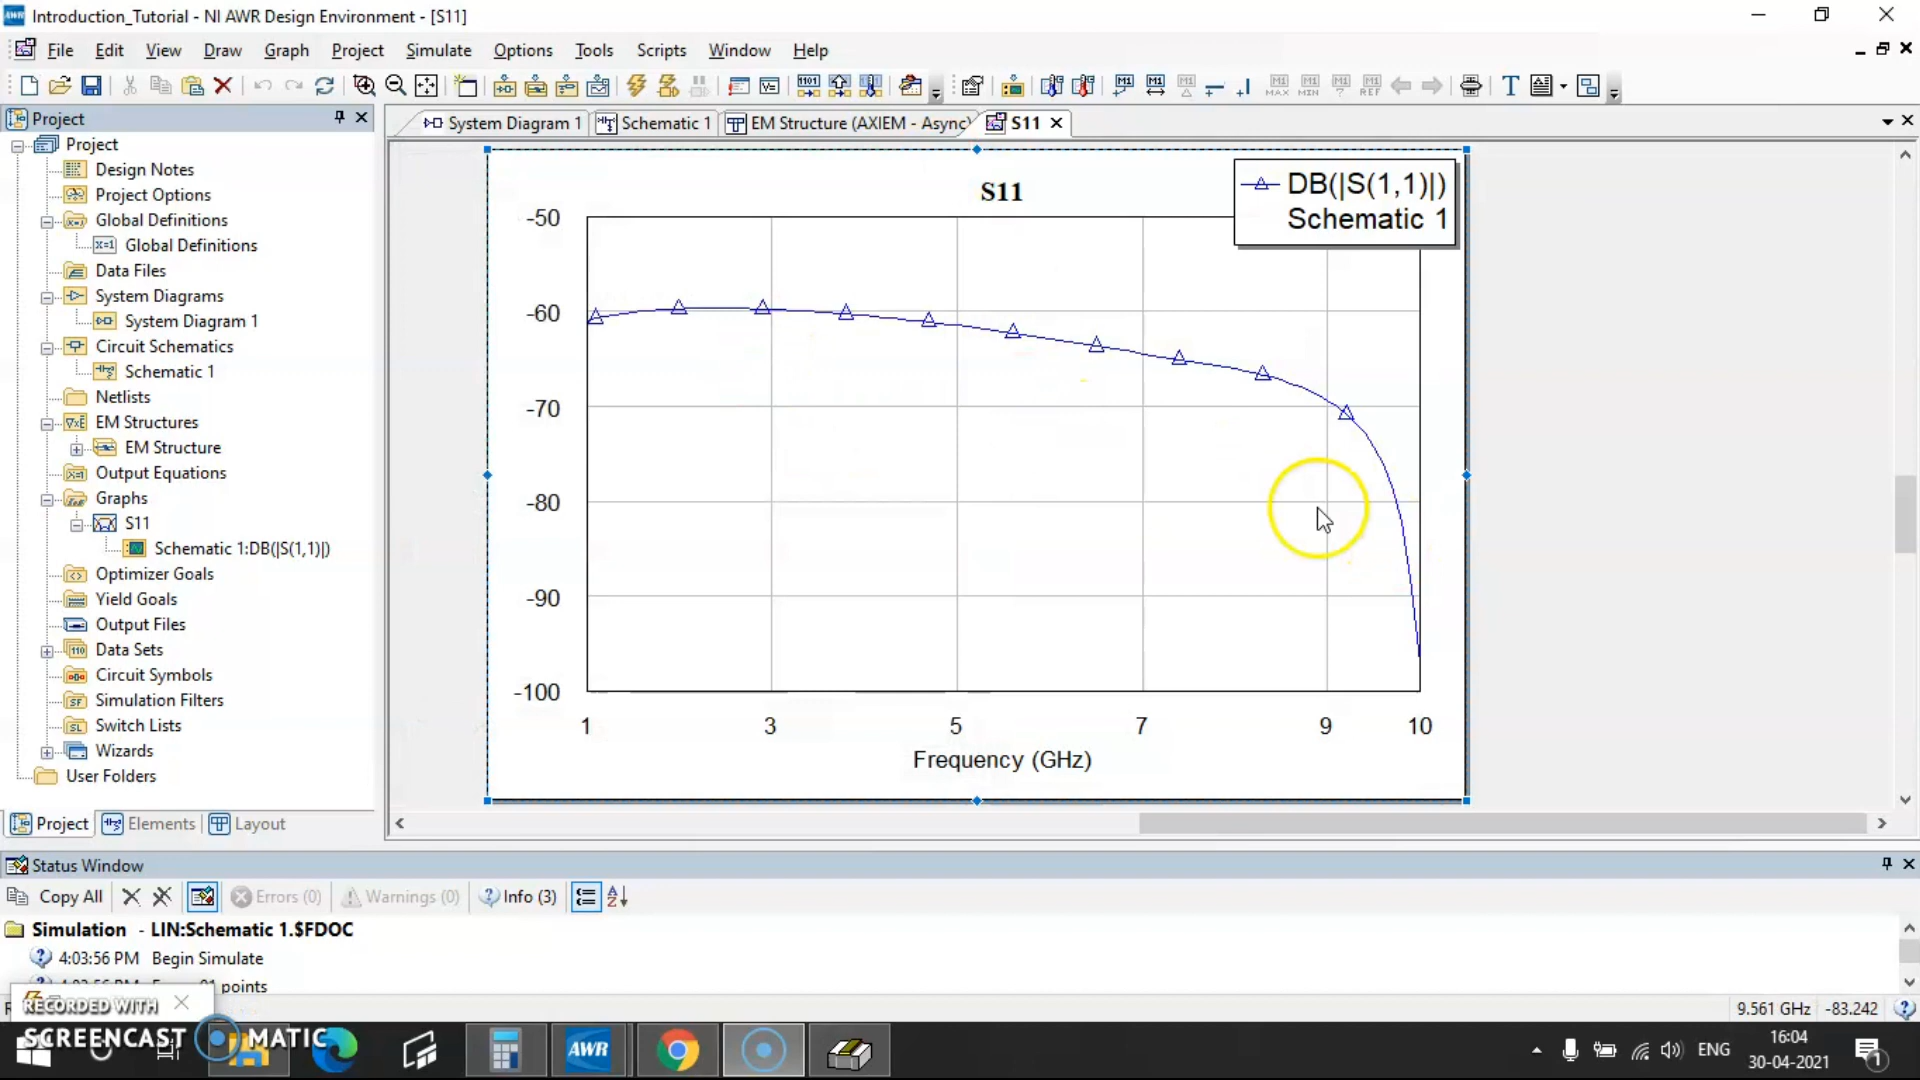 Introduction_Tutorial - NI AWR Design Environment - [S11]
File Edit View Draw Graph Project Simulate Options Tools Scripts Window Help
Project
System Diagram 1 Schematic 1 EM Structure (AXIEM - Async) S11
Project
Design Notes
Project Options
Global Definitions
Global Definitions
Data Files
System Diagrams
System Diagram 1
Circuit Schematics
Schematic 1
Netlists
EM Structures
EM Structure
Output Equations
Graphs
S11
Schematic 1:DB(|S(1,1)|)
Optimizer Goals
Yield Goals
Output Files
Data Sets
Circuit Symbols
Simulation Filters
Switch Lists
Wizards
User Folders
Project Elements Layout
S11
DB(|S(1,1)|)
Schematic 1
-50
-60
-70
-80
-90
-100
1 3 5 7 9 10
Frequency (GHz)
Status Window
Copy All Errors (0) Warnings (0) Info (3)
Simulation - LIN:Schematic 1.$FDOC
4:03:56 PM Begin Simulate
points
9.561 GHz -83.242
RECORDED WITH
SCREENCAST MATIC
AWR
ENG
16:04
30-04-2021